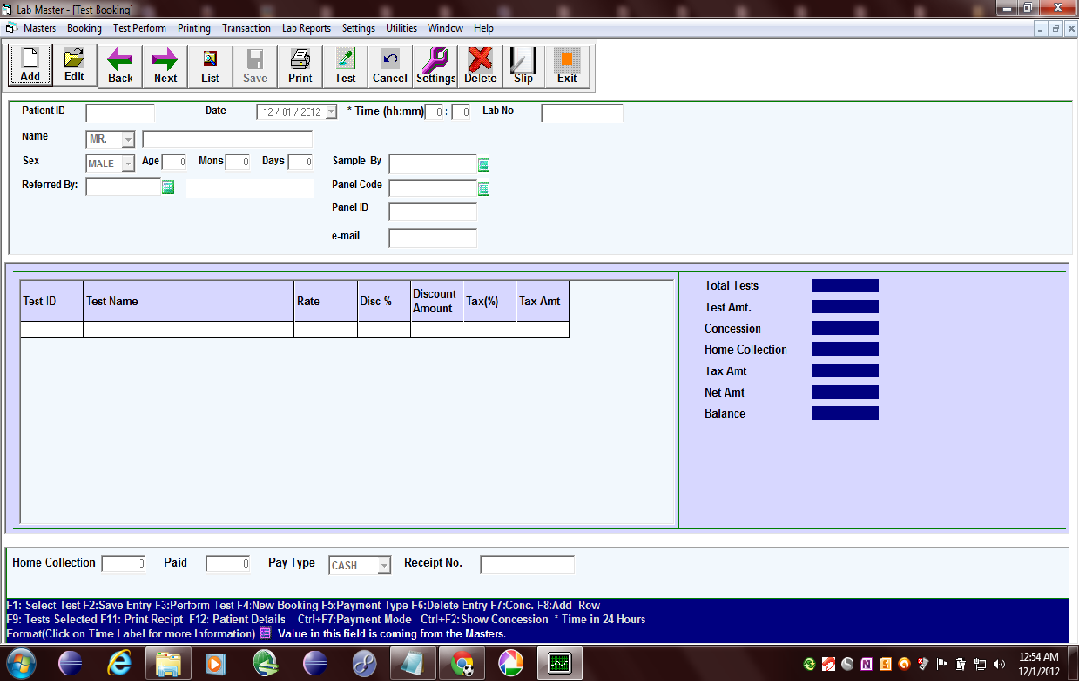 Lab Master - [Test Booking]
Masters Booking Test Perform Printing Transaction Lab Reports Settings Utilities Window Help
Add Edit Back Next List Save Print Test Cancel Settings Delete Slip Exit
Patient ID Date 12 / 01 / 2012 * Time (hh:mm) 0 : 0 Lab No
Name MR.
Sex MALE Age 0 Mons 0 Days 0 Sample By
Referred By: Panel Code
Panel ID
e-mail
Test ID Test Name Rate Disc % Discount Amount Tax(%) Tax Amt
Total Tests
Test Amt.
Concession
Home Collection
Tax Amt
Net Amt
Balance
Home Collection 0 Paid 0 Pay Type CASH Receipt No.
F1: Select Test F2:Save Entry F3:Perform Test F4:New Booking F5:Payment Type F6:Delete Entry F7:Conc. F8:Add Row
F9: Tests Selected F11: Print Recipt F12: Patient Details Ctrl+F7:Payment Mode Ctrl+F2:Show Concession * Time in 24 Hours
Format(Click on Time Label for more Information) Value in this field is coming from the Masters.
12:54 AM
12/1/2012